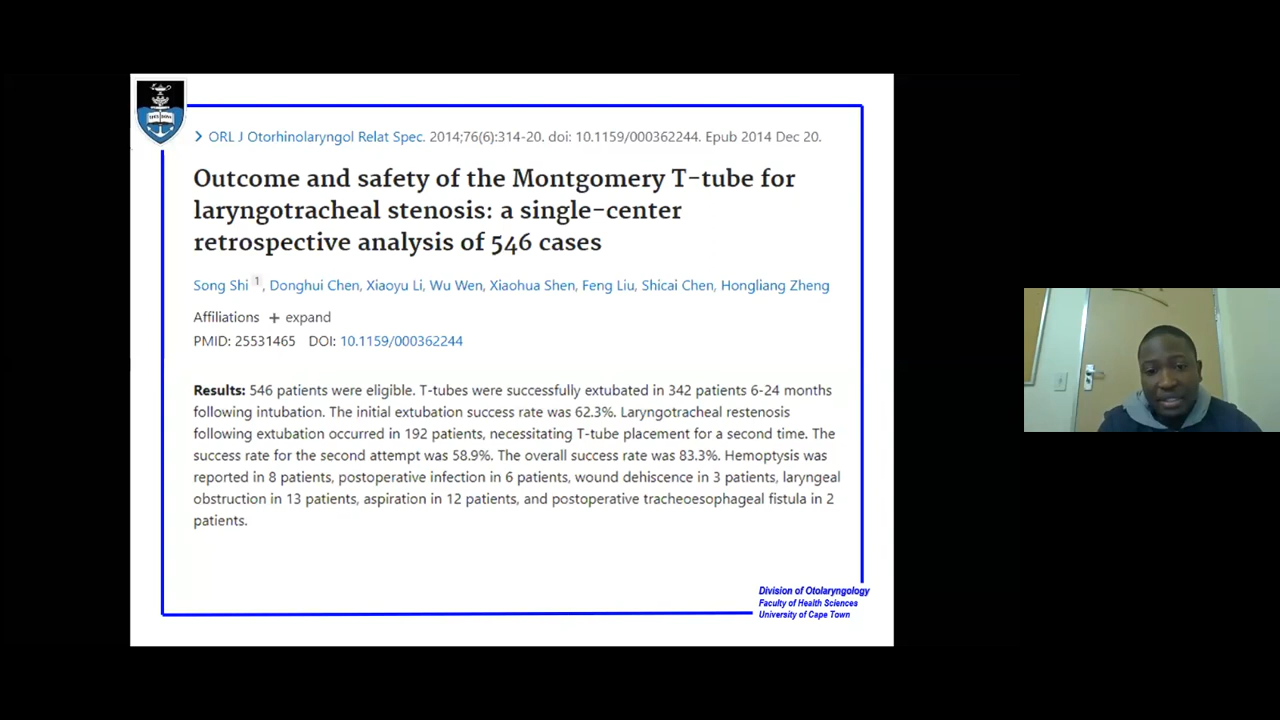 > ORL J Otorhinolaryngol Relat Spec. 2014;76(6):314-20. doi: 10.1159/000362244. Epub 2014 Dec 20.
Outcome and safety of the Montgomery T-tube for
laryngotracheal stenosis: a single-center
retrospective analysis of 546 cases
Song Shi 1, Donghui Chen, Xiaoyu Li, Wu Wen, Xiaohua Shen, Feng Liu, Shicai Chen, Hongliang Zheng
Affiliations + expand
PMID: 25531465 DOI: 10.1159/000362244
Results: 546 patients were eligible. T-tubes were successfully extubated in 342 patients 6-24 months
following intubation. The initial extubation success rate was 62.3%. Laryngotracheal restenosis
following extubation occurred in 192 patients, necessitating T-tube placement for a second time. The
success rate for the second attempt was 58.9%. The overall success rate was 83.3%. Hemoptysis was
reported in 8 patients, postoperative infection in 6 patients, wound dehiscence in 3 patients, laryngeal
obstruction in 13 patients, aspiration in 12 patients, and postoperative tracheoesophageal fistula in 2
patients.
Division of Otolaryngology
Faculty of Health Sciences
University of Cape Town